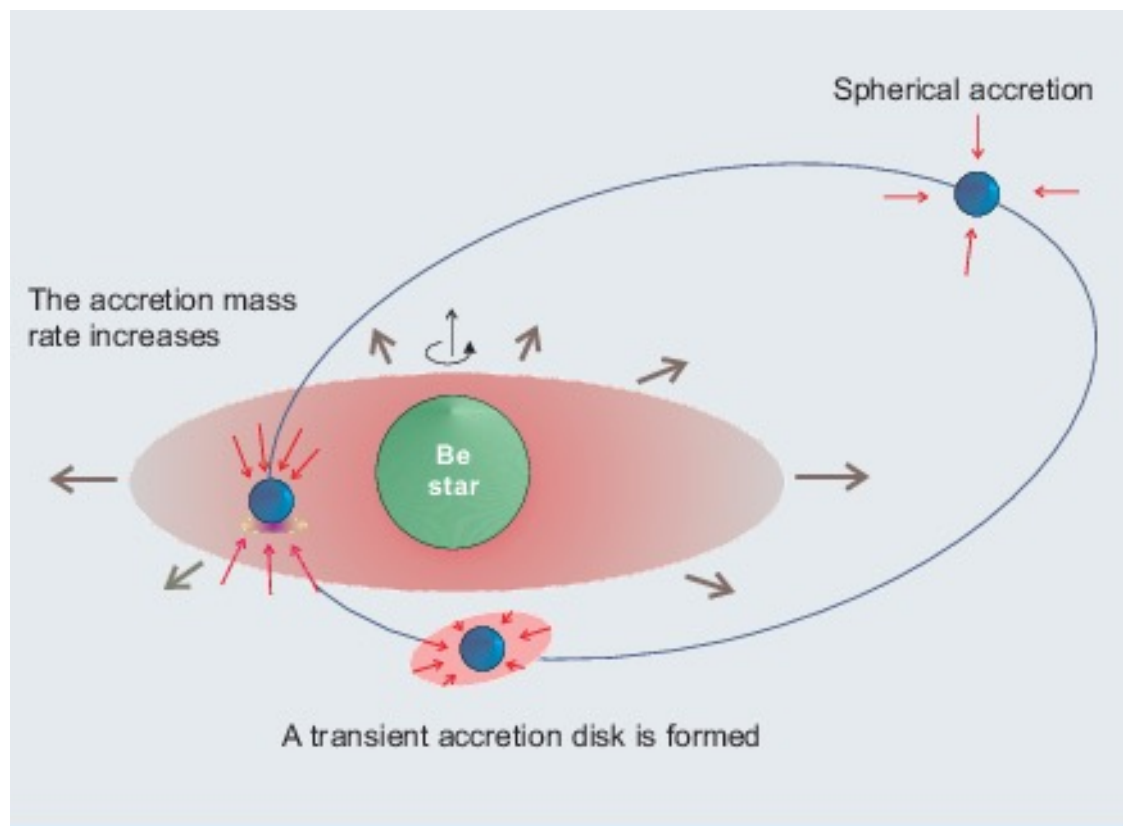 Spherical accretion
The accretion mass
rate increases
Be
star
A transient accretion disk is formed